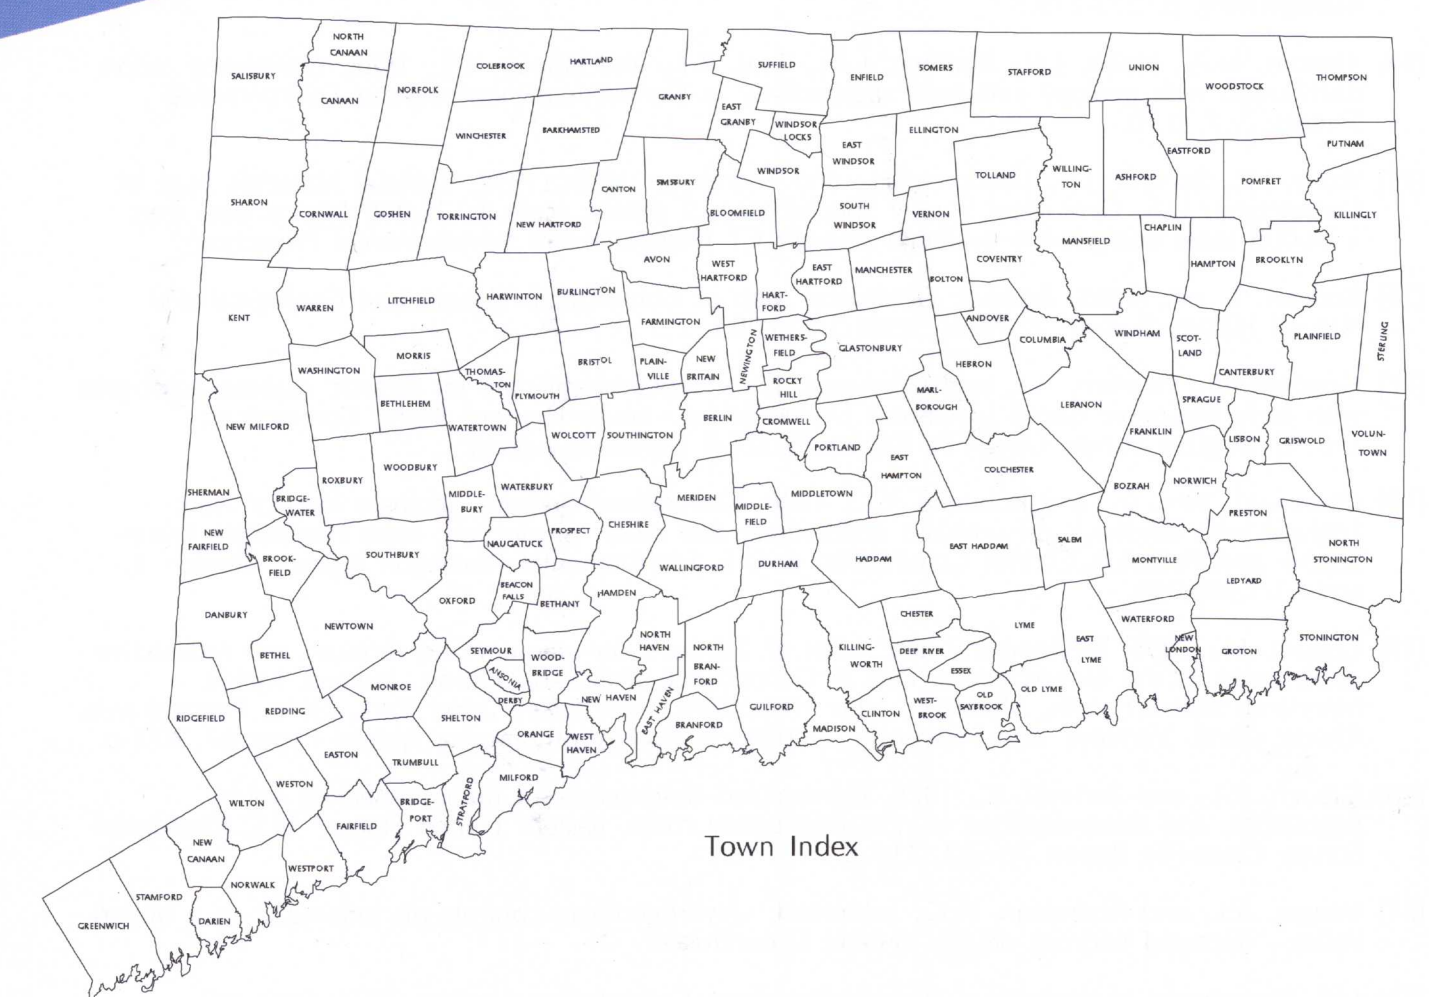 NORTH
CANAAN
SALISBURY
CANAAN
NORFOLK
COLEBROOK
HARTLAND
WINCHESTER
BARKHAMSTED
GRANBY
SUFFIELD
EAST
GRANBY
WINDSOR
LOCKS
ENFIELD
SOMERS
STAFFORD
UNION
WOODSTOCK
THOMPSON
EAST
WINDSOR
ELLINGTON
WINDSOR
TOLLAND
WILLING-
TON
ASHFORD
EASTFORD
POMFRET
PUTNAM
KILLINGLY
SHARON
CORNWALL
GOSHEN
TORRINGTON
NEW HARTFORD
CANTON
SIMSBURY
BLOOMFIELD
SOUTH
WINDSOR
VERNON
MANSFIELD
CHAPLIN
HAMPTON
BROOKLYN
KENT
WARREN
LITCHFIELD
HARWINTON
BURLINGTON
AVON
WEST
HARTFORD
HART-
FORD
EAST
HARTFORD
MANCHESTER
BOLTON
COVENTRY
ANDOVER
COLUMBIA
WINDHAM
SCOT-
LAND
CANTERBURY
PLAINFIELD
STERLING
WASHINGTON
MORRIS
BETHLEHEM
THOMAS-
TON
PLYMOUTH
BRISTOL
FARMINGTON
PLAIN-
VILLE
NEW
BRITAIN
NEWINGTON
WETHERS-
FIELD
ROCKY
HILL
GLASTONBURY
HEBRON
MARL-
BOROUGH
LEBANON
FRANKLIN
SPRAGUE
LISBON
GRISWOLD
VOLUN-
TOWN
NEW MILFORD
WATERTOWN
WOLCOTT
SOUTHINGTON
BERLIN
CROMWELL
PORTLAND
EAST
HAMPTON
COLCHESTER
BOZRAH
NORWICH
PRESTON
SHERMAN
BRIDGE-
WATER
ROXBURY
WOODBURY
MIDDLE-
BURY
WATERBURY
CHESHIRE
MERIDEN
MIDDLE-
FIELD
MIDDLETOWN
NEW
FAIRFIELD
BROOK-
FIELD
SOUTHBURY
NAUGATUCK
PROSPECT
WALLINGFORD
DURHAM
HADDAM
EAST HADDAM
SALEM
MONTVILLE
LEDYARD
NORTH
STONINGTON
DANBURY
BETHEL
NEWTOWN
OXFORD
BEACON
FALLS
BETHANY
HAMDEN
NORTH
HAVEN
NORTH
BRAN-
FORD
KILLING-
WORTH
CHESTER
DEEP RIVER
ESSEX
LYME
EAST
LYME
WATERFORD
NEW
LONDON
GROTON
STONINGTON
SEYMOUR
ANSONIA
DERBY
WOOD-
BRIDGE
NEW HAVEN
EAST HAVEN
BRANFORD
GUILFORD
MADISON
CLINTON
WEST-
BROOK
OLD
SAYBROOK
OLD LYME
RIDGEFIELD
REDDING
MONROE
SHELTON
ORANGE
WEST
HAVEN
MILFORD
EASTON
TRUMBULL
STRATFORD
WESTON
WILTON
FAIRFIELD
BRIDGE-
PORT
NEW
CANAAN
NORWALK
WESTPORT
DARIEN
STAMFORD
GREENWICH
Town Index